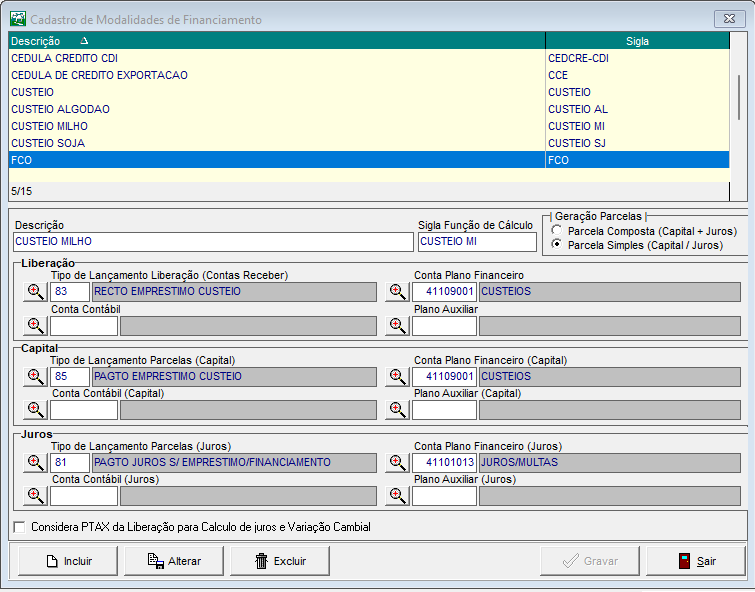 Cadastro de Modalidades de Financiamento
Descrição Δ Sigla
CEDULA CREDITO CDI CEDCRE-CDI
CEDULA DE CREDITO EXPORTACAO CCE
CUSTEIO CUSTEIO
CUSTEIO ALGODAO CUSTEIO AL
CUSTEIO MILHO CUSTEIO MI
CUSTEIO SOJA CUSTEIO SJ
FCO FCO
5/15
Descrição Sigla Função de Cálculo Geração Parcelas
CUSTEIO MILHO CUSTEIO MI
Parcela Composta (Capital + Juros)
Parcela Simples (Capital / Juros)
Liberação
Tipo de Lançamento Liberação (Contas Receber) Conta Plano Financeiro
83 RECTO EMPRESTIMO CUSTEIO 41109001 CUSTEIOS
Conta Contábil Plano Auxiliar
Capital
Tipo de Lançamento Parcelas (Capital) Conta Plano Financeiro (Capital)
85 PAGTO EMPRESTIMO CUSTEIO 41109001 CUSTEIOS
Conta Contábil (Capital) Plano Auxiliar (Capital)
Juros
Tipo de Lançamento Parcelas (Juros) Conta Plano Financeiro (Juros)
81 PAGTO JUROS S/ EMPRESTIMO/FINANCIAMENTO 41101013 JUROS/MULTAS
Conta Contábil (Juros) Plano Auxiliar (Juros)
Considera PTAX da Liberação para Calculo de juros e Variação Cambial
Incluir Alterar Excluir Gravar Sair